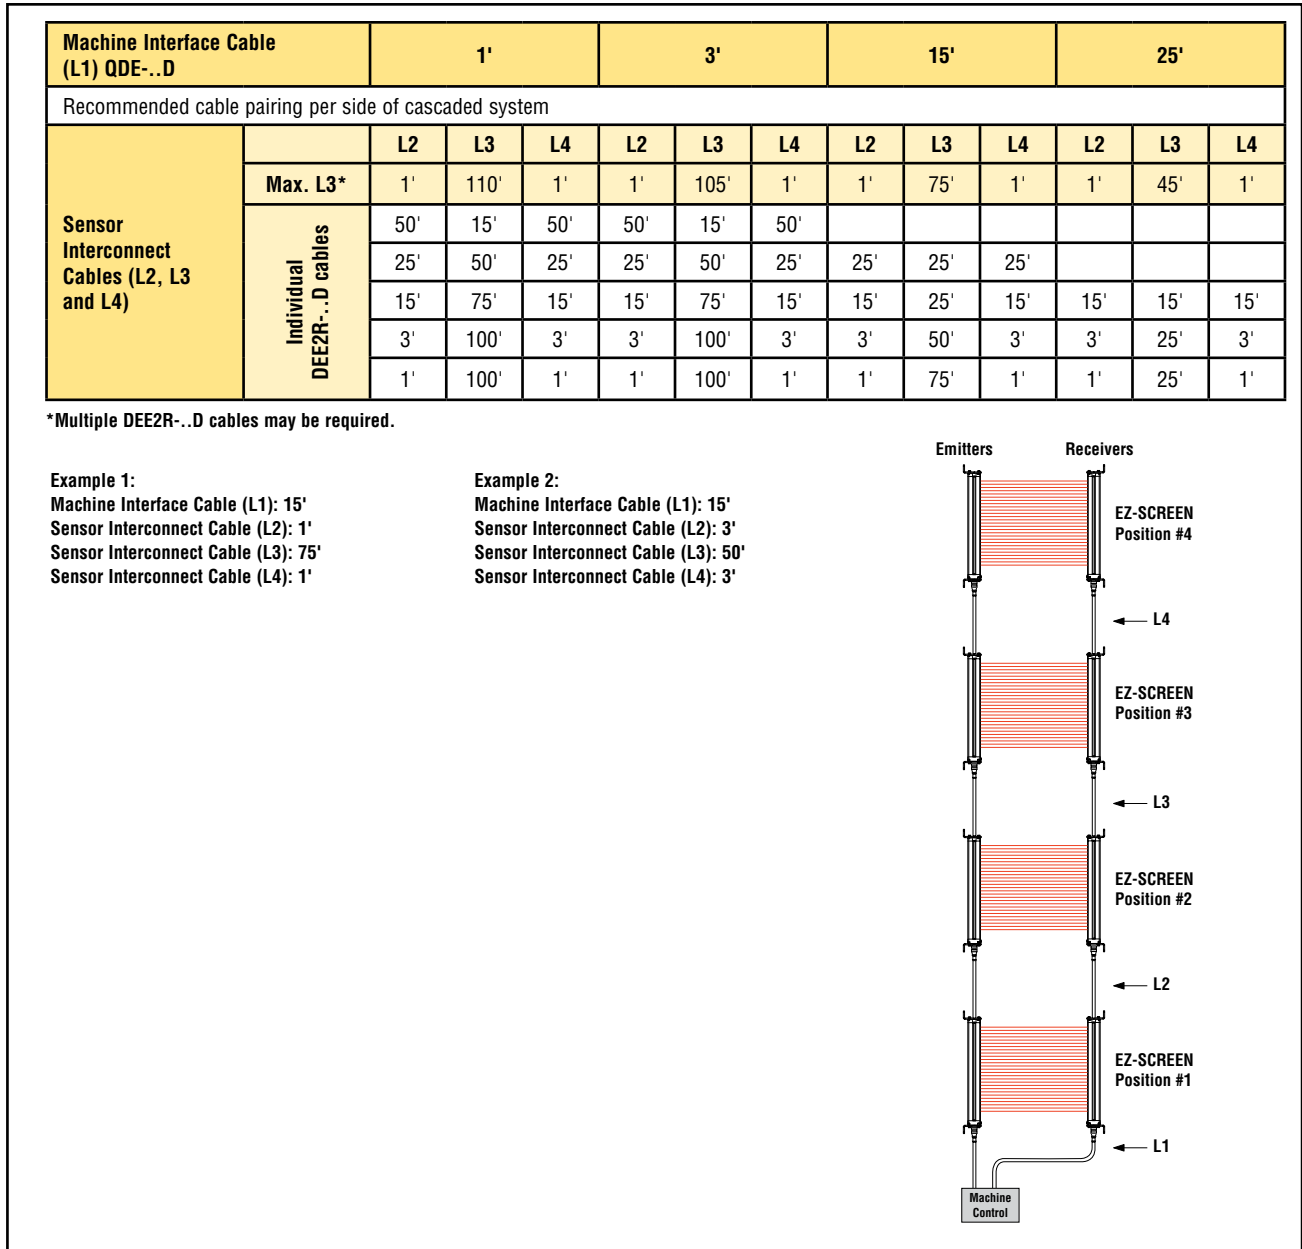 Machine Interface Cable
(L1) QDE-..D
1' 3' 15' 25'
Recommended cable pairing per side of cascaded system
L2 L3 L4 L2 L3 L4 L2 L3 L4 L2 L3 L4
Max. L3* 1' 110' 1' 1' 105' 1' 1' 75' 1' 1' 45' 1'
Sensor
Interconnect
Cables (L2, L3
and L4)
Individual
DEE2R-..D cables
50' 15' 50' 50' 15' 50'
25' 50' 25' 25' 50' 25' 25' 25' 25'
15' 75' 15' 15' 75' 15' 15' 25' 15' 15' 15' 15'
3' 100' 3' 3' 100' 3' 3' 50' 3' 3' 25' 3'
1' 100' 1' 1' 100' 1' 1' 75' 1' 1' 25' 1'
*Multiple DEE2R-..D cables may be required.
Example 1:
Machine Interface Cable (L1): 15'
Sensor Interconnect Cable (L2): 1'
Sensor Interconnect Cable (L3): 75'
Sensor Interconnect Cable (L4): 1'
Example 2:
Machine Interface Cable (L1): 15'
Sensor Interconnect Cable (L2): 3'
Sensor Interconnect Cable (L3): 50'
Sensor Interconnect Cable (L4): 3'
Emitters Receivers
EZ-SCREEN
Position #4
L4
EZ-SCREEN
Position #3
L3
EZ-SCREEN
Position #2
L2
EZ-SCREEN
Position #1
L1
Machine
Control